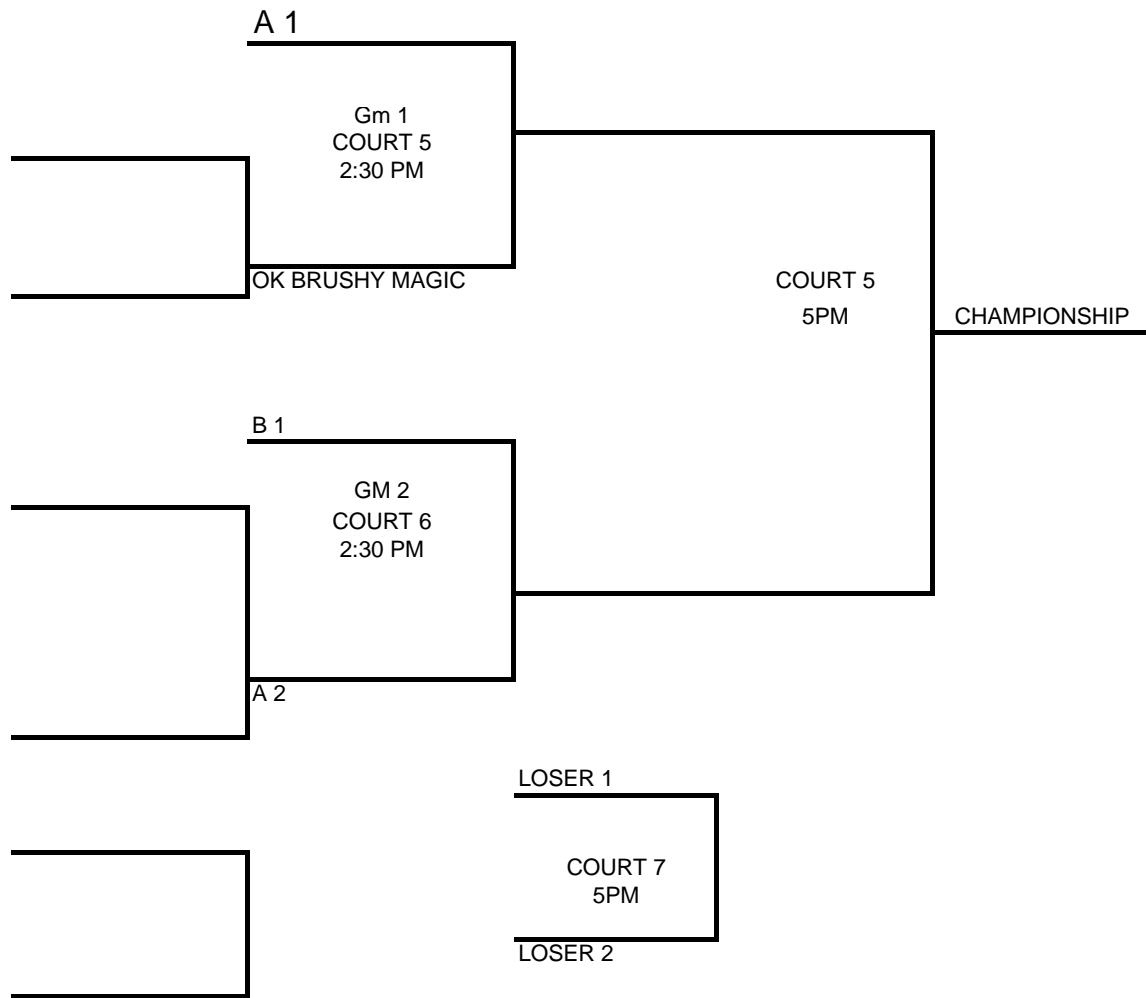 A 1
Gm 1
COURT 5
2:30 PM
OK BRUSHY MAGIC
COURT 5
5PM
CHAMPIONSHIP
B 1
GM 2
COURT 6
2:30 PM
A 2
LOSER 1
COURT 7
5PM
LOSER 2